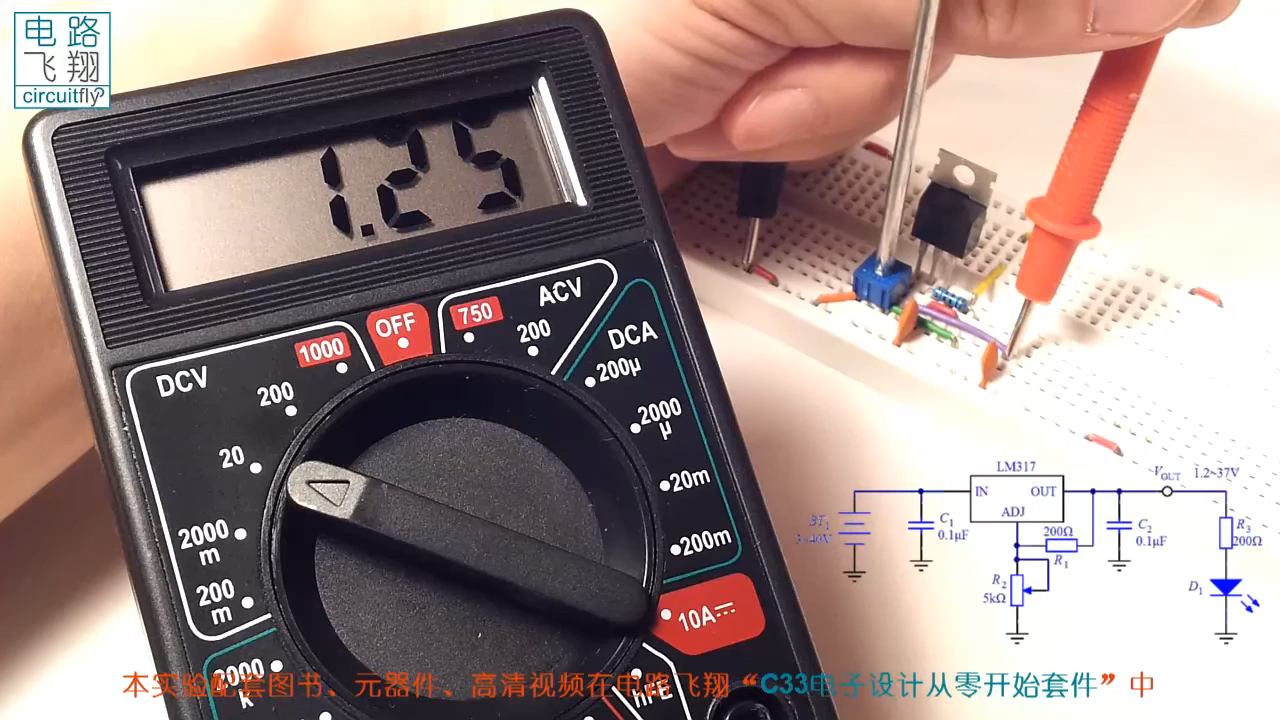 电路
飞翔
circuitfly
1.25
DCV
1000
OFF
750
ACV
200
200
DCA
200µ
20
2000
µ
20m
2000
m
200m
200
m
10A
2000
k
hFE
LM317
IN
OUT
ADJ
V_OUT 1.2~37V
BT1
3~40V
C1
0.1µF
200Ω
R1
C2
0.1µF
R3
200Ω
R2
5kΩ
D1
本实验配套图书、元器件、高清视频在电路飞翔“C33电子设计从零开始套件”中